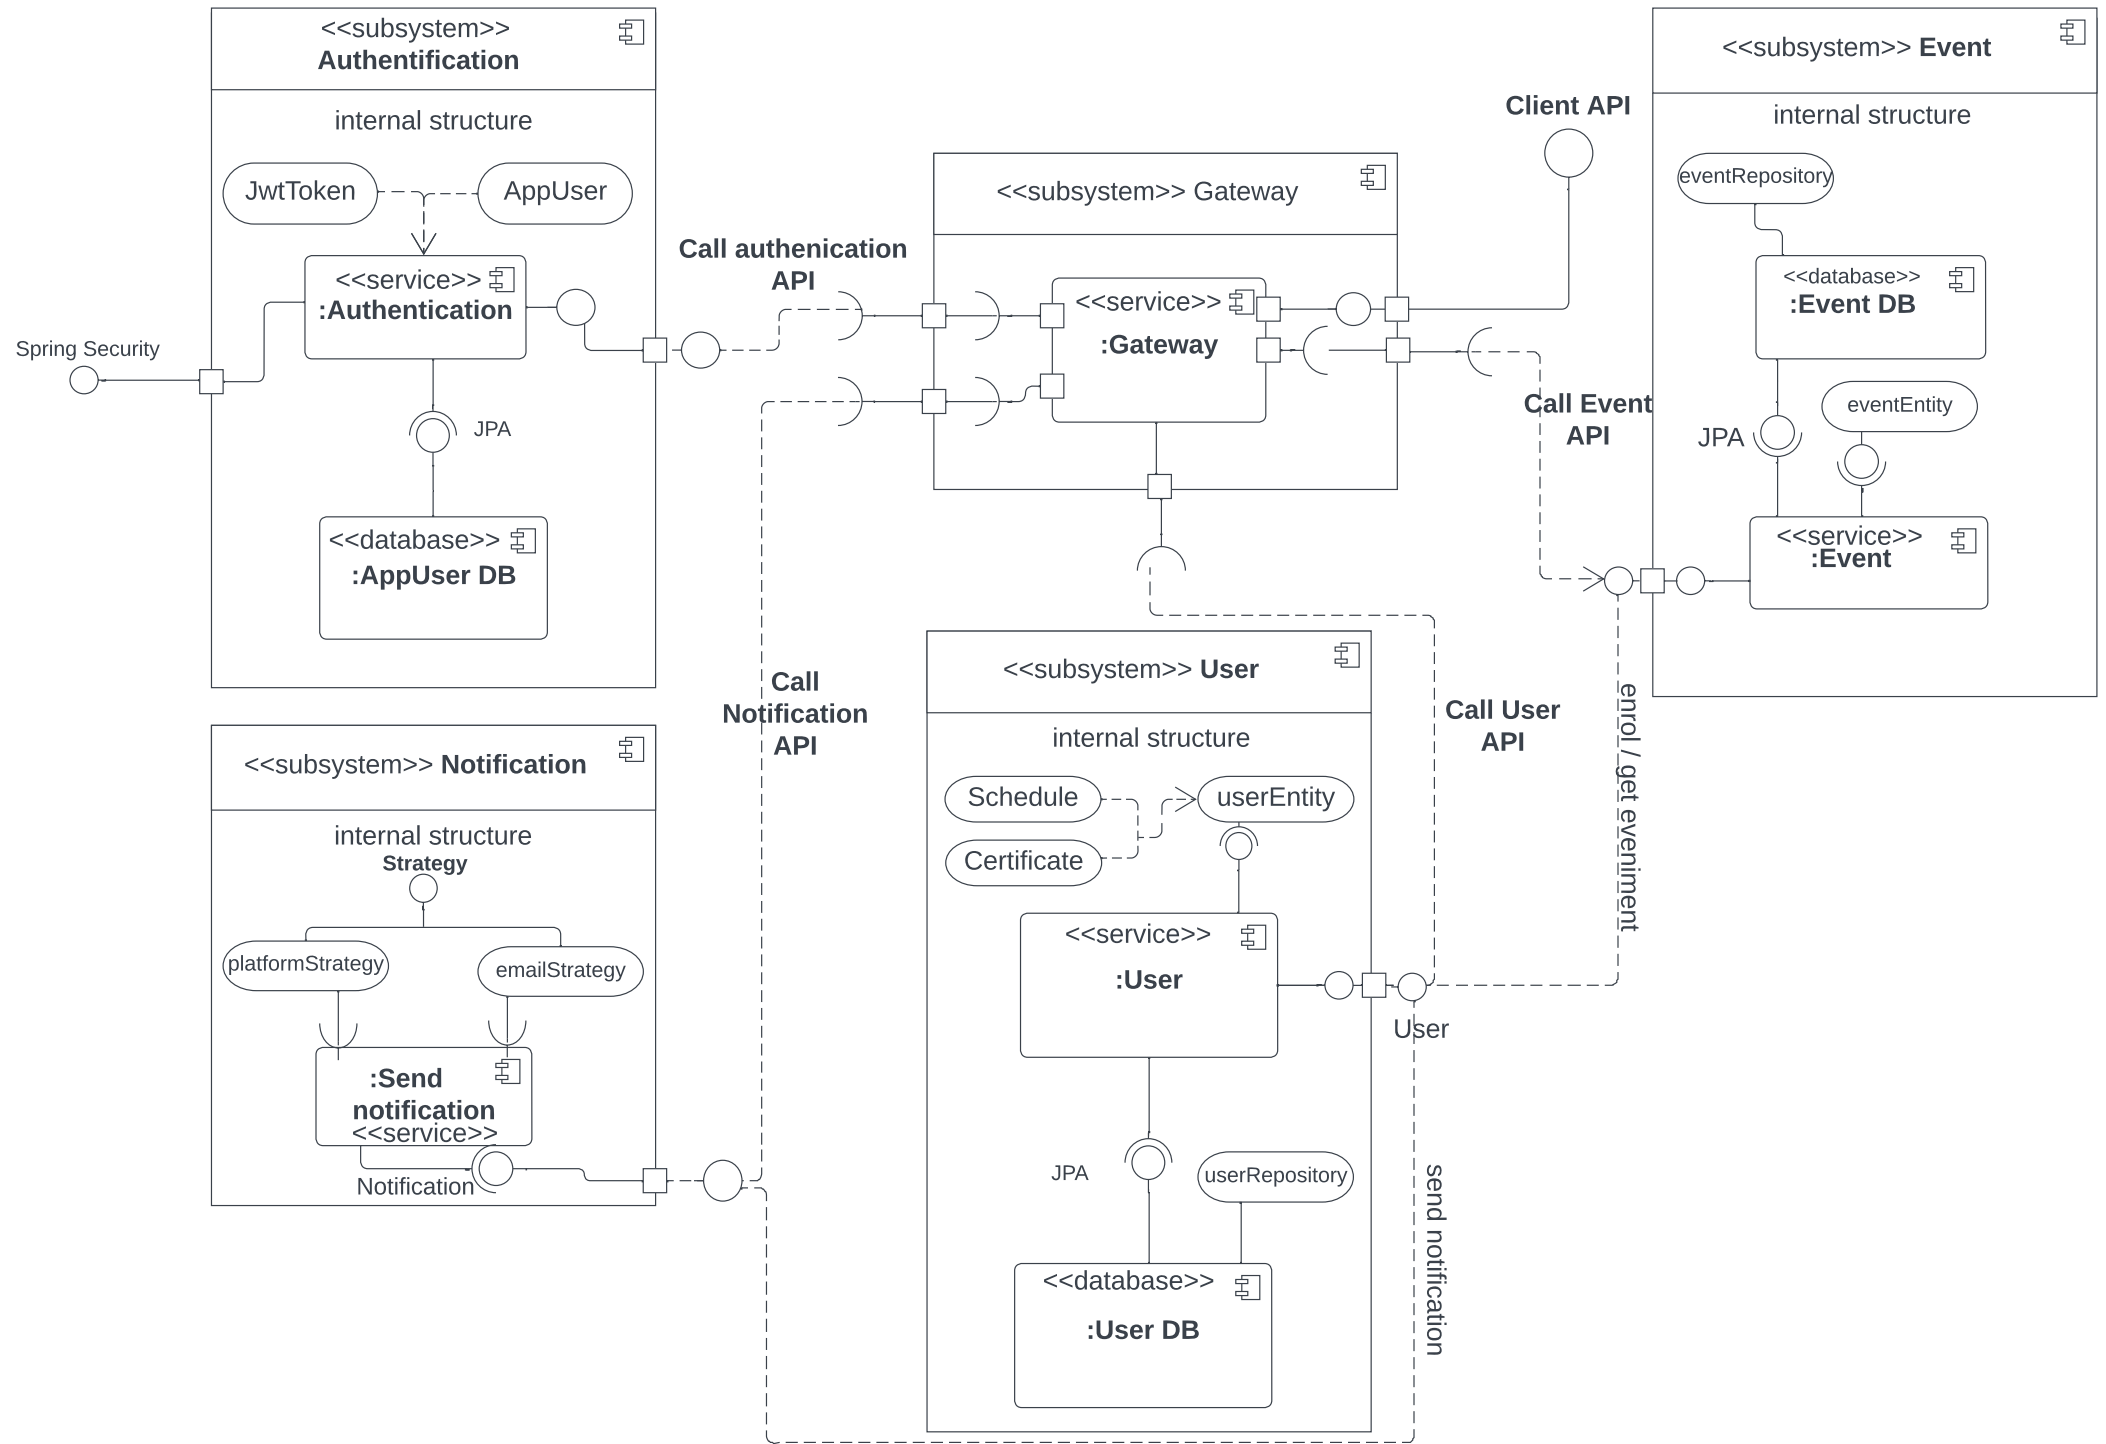 <<subsystem>>
Authentification
internal structure
JwtToken
AppUser
<<service>>
:Authentication
Spring Security
JPA
<<database>>
:AppUser DB
Call authenication
API
<<subsystem>> Gateway
<<service>>
:Gateway
Client API
Call Event
API
<<subsystem>> Event
internal structure
eventRepository
<<database>>
:Event DB
eventEntity
JPA
<<service>>
:Event
<<subsystem>> Notification
internal structure
Strategy
platformStrategy
emailStrategy
:Send
notification
<<service>>
Notification
Call
Notification
API
<<subsystem>> User
internal structure
Schedule
userEntity
Certificate
<<service>>
:User
User
JPA
userRepository
<<database>>
:User DB
Call User
API
enrol / get eveniment
send notification